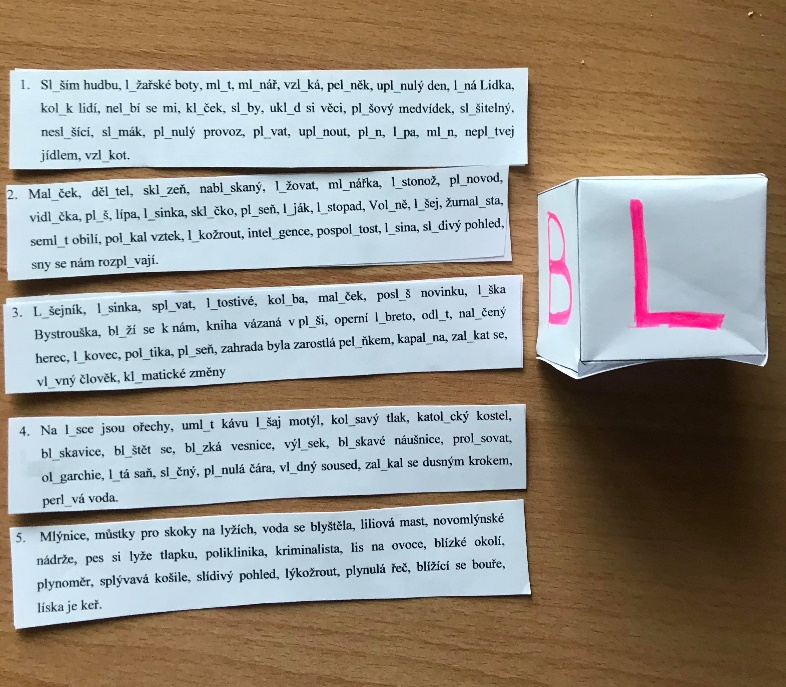 1. Sl_ším hudbu, l_žařské boty, ml_t, ml_nář, vzl_ká, pel_něk, upl_nulý den, l_ná Lidka,
kol_k lidí, nel_bí se mi, kl_ček, sl_by, ukl_d si věci, pl_šový medvídek, sl_šitelný,
nesl_šící, sl_mák, pl_nulý provoz, pl_vat, upl_nout, pl_n, l_pa, ml_n, nepl_tvej
jídlem, vzl_kot.
2. Mal_ček, děl_tel, skl_zeň, nabl_skaný, l_žovat, ml_nářka, l_stonož, pl_novod,
vidl_čka, pl_š, lípa, l_sinka, skl_čko, pl_seň, l_ják, l_stopad, Vol_ně, l_šej, žurnal_sta,
seml_t obilí, pol_kal vztek, l_kožrout, intel_gence, pospol_tost, l_sina, sl_divý pohled,
sny se nám rozpl_vají.
3. L_šejník, l_sinka, spl_vat, l_tostivé, kol_ba, mal_ček, posl_š novinku, l_ška
Bystrouška, bl_ží se k nám, kniha vázaná v pl_ši, operní l_breto, odl_t, nal_čený
herec, l_kovec, pol_tika, pl_seň, zahrada byla zarostlá pel_ňkem, kapal_na, zal_kat se,
vl_vný člověk, kl_matické změny
4. Na l_sce jsou ořechy, uml_t kávu l_šaj motýl, kol_savý tlak, katol_cký kostel,
bl_skavice, bl_štět se, bl_zká vesnice, výl_sek, bl_skavé náušnice, prol_sovat,
ol_garchie, l_tá saň, sl_čný, pl_nulá čára, vl_dný soused, zal_kal se dusným krokem,
perl_vá voda.
5. Mlýnice, můstky pro skoky na lyžích, voda se blyštěla, liliová mast, novomlýnské
nádrže, pes si lyže tlapku, poliklinika, kriminalista, lis na ovoce, blízké okolí,
plynoměr, splývavá košile, slídivý pohled, lýkožrout, plynulá řeč, blížící se bouře,
líska je keř.
B
L